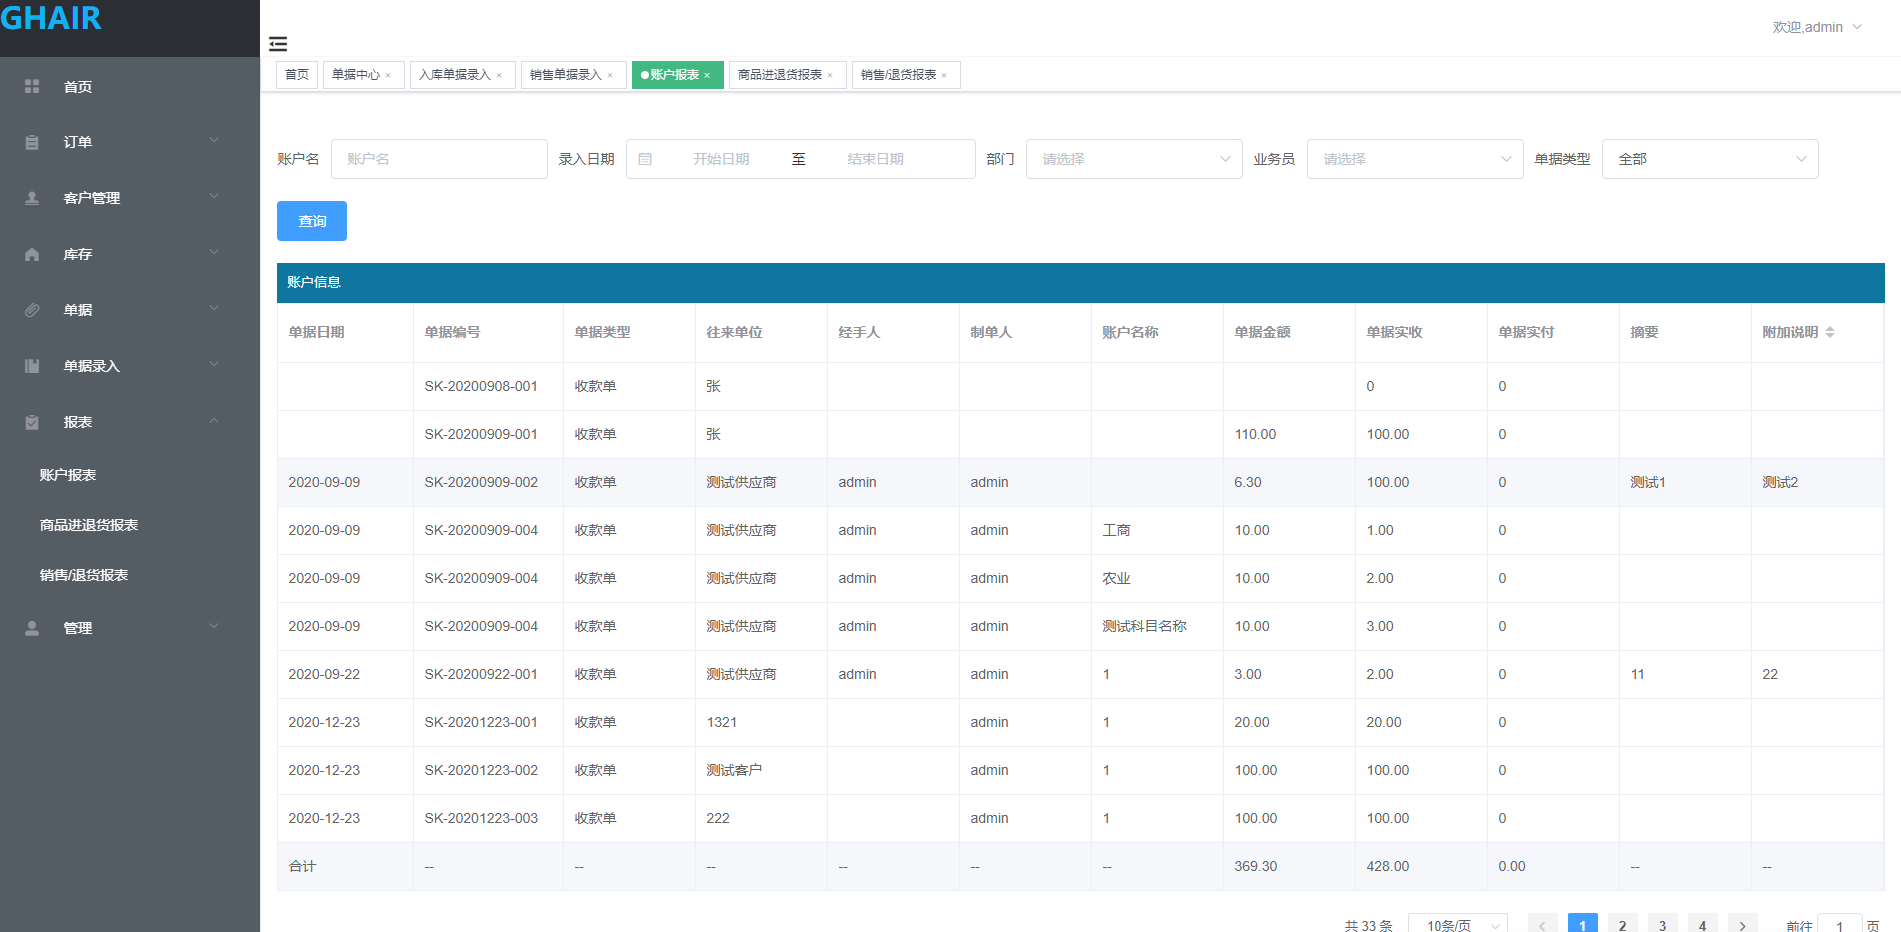 GHAIR
欢迎,admin
首页 单据中心 × 入库单据录入 × 销售单据录入 × 账户报表 × 商品进退货报表 × 销售/退货报表 ×
首页
订单
客户管理
库存
单据
单据录入
报表
账户报表
商品进退货报表
销售/退货报表
管理
账户名 账户名 录入日期 开始日期 至 结束日期 部门 请选择 业务员 请选择 单据类型 全部
查询
账户信息
单据日期 单据编号 单据类型 往来单位 经手人 制单人 账户名称 单据金额 单据实收 单据实付 摘要 附加说明
SK-20200908-001 收款单 张 0 0
SK-20200909-001 收款单 张 110.00 100.00 0
2020-09-09 SK-20200909-002 收款单 测试供应商 admin admin 6.30 100.00 0 测试1 测试2
2020-09-09 SK-20200909-004 收款单 测试供应商 admin admin 工商 10.00 1.00 0
2020-09-09 SK-20200909-004 收款单 测试供应商 admin admin 农业 10.00 2.00 0
2020-09-09 SK-20200909-004 收款单 测试供应商 admin admin 测试科目名称 10.00 3.00 0
2020-09-22 SK-20200922-001 收款单 测试供应商 admin admin 1 3.00 2.00 0 11 22
2020-12-23 SK-20201223-001 收款单 1321 admin 1 20.00 20.00 0
2020-12-23 SK-20201223-002 收款单 测试客户 admin 1 100.00 100.00 0
2020-12-23 SK-20201223-003 收款单 222 admin 1 100.00 100.00 0
合计 -- -- -- -- -- -- 369.30 428.00 0.00 -- --
共 33 条 10条/页 < 1 2 3 4 > 前往 1 页